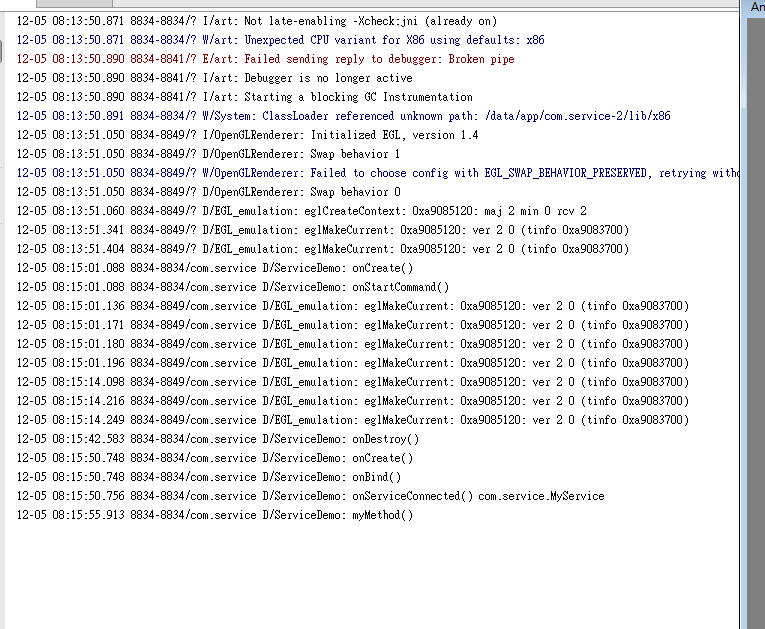 An
12-05 08:13:50.871 8834-8834/? I/art: Not late-enabling -Xcheck:jni (already on)
12-05 08:13:50.871 8834-8834/? W/art: Unexpected CPU variant for X86 using defaults: x86
12-05 08:13:50.890 8834-8841/? E/art: Failed sending reply to debugger: Broken pipe
12-05 08:13:50.890 8834-8841/? I/art: Debugger is no longer active
12-05 08:13:50.890 8834-8841/? I/art: Starting a blocking GC Instrumentation
12-05 08:13:50.891 8834-8834/? W/System: ClassLoader referenced unknown path: /data/app/com.service-2/lib/x86
12-05 08:13:51.050 8834-8849/? I/OpenGLRenderer: Initialized EGL, version 1.4
12-05 08:13:51.050 8834-8849/? D/OpenGLRenderer: Swap behavior 1
12-05 08:13:51.050 8834-8849/? W/OpenGLRenderer: Failed to choose config with EGL_SWAP_BEHAVIOR_PRESERVED, retrying witho
12-05 08:13:51.050 8834-8849/? D/OpenGLRenderer: Swap behavior 0
12-05 08:13:51.060 8834-8849/? D/EGL_emulation: eglCreateContext: 0xa9085120: maj 2 min 0 rcv 2
12-05 08:13:51.341 8834-8849/? D/EGL_emulation: eglMakeCurrent: 0xa9085120: ver 2 0 (tinfo 0xa9083700)
12-05 08:13:51.404 8834-8849/? D/EGL_emulation: eglMakeCurrent: 0xa9085120: ver 2 0 (tinfo 0xa9083700)
12-05 08:15:01.088 8834-8834/com.service D/ServiceDemo: onCreate()
12-05 08:15:01.088 8834-8834/com.service D/ServiceDemo: onStartCommand()
12-05 08:15:01.136 8834-8849/com.service D/EGL_emulation: eglMakeCurrent: 0xa9085120: ver 2 0 (tinfo 0xa9083700)
12-05 08:15:01.171 8834-8849/com.service D/EGL_emulation: eglMakeCurrent: 0xa9085120: ver 2 0 (tinfo 0xa9083700)
12-05 08:15:01.180 8834-8849/com.service D/EGL_emulation: eglMakeCurrent: 0xa9085120: ver 2 0 (tinfo 0xa9083700)
12-05 08:15:01.196 8834-8849/com.service D/EGL_emulation: eglMakeCurrent: 0xa9085120: ver 2 0 (tinfo 0xa9083700)
12-05 08:15:14.098 8834-8849/com.service D/EGL_emulation: eglMakeCurrent: 0xa9085120: ver 2 0 (tinfo 0xa9083700)
12-05 08:15:14.216 8834-8849/com.service D/EGL_emulation: eglMakeCurrent: 0xa9085120: ver 2 0 (tinfo 0xa9083700)
12-05 08:15:14.249 8834-8849/com.service D/EGL_emulation: eglMakeCurrent: 0xa9085120: ver 2 0 (tinfo 0xa9083700)
12-05 08:15:42.583 8834-8834/com.service D/ServiceDemo: onDestroy()
12-05 08:15:50.748 8834-8834/com.service D/ServiceDemo: onCreate()
12-05 08:15:50.748 8834-8834/com.service D/ServiceDemo: onBind()
12-05 08:15:50.756 8834-8834/com.service D/ServiceDemo: onServiceConnected() com.service.MyService
12-05 08:15:55.913 8834-8834/com.service D/ServiceDemo: myMethod()